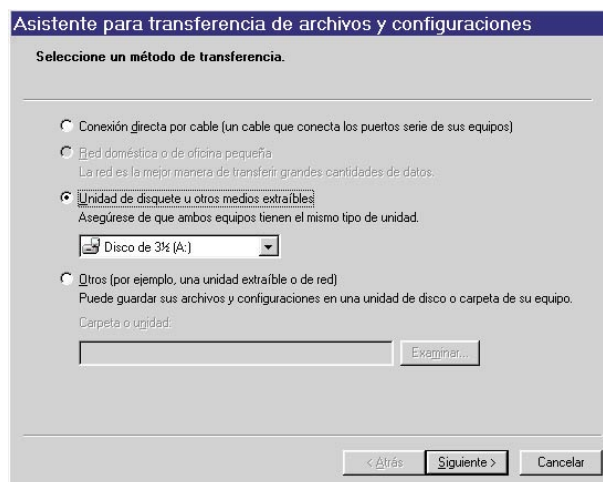 Asistente para transferencia de archivos y configuraciones
Seleccione un método de transferencia.
Conexión directa por cable (un cable que conecta los puertos serie de sus equipos)
Red doméstica o de oficina pequeña
La red es la mejor manera de transferir grandes cantidades de datos.
Unidad de disquete u otros medios extraíbles
Asegúrese de que ambos equipos tienen el mismo tipo de unidad.
Disco de 3½ (A:)
Otros (por ejemplo, una unidad extraíble o de red)
Puede guardar sus archivos y configuraciones en una unidad de disco o carpeta de su equipo.
Carpeta o unidad:
Examinar...
< Atrás Siguiente > Cancelar